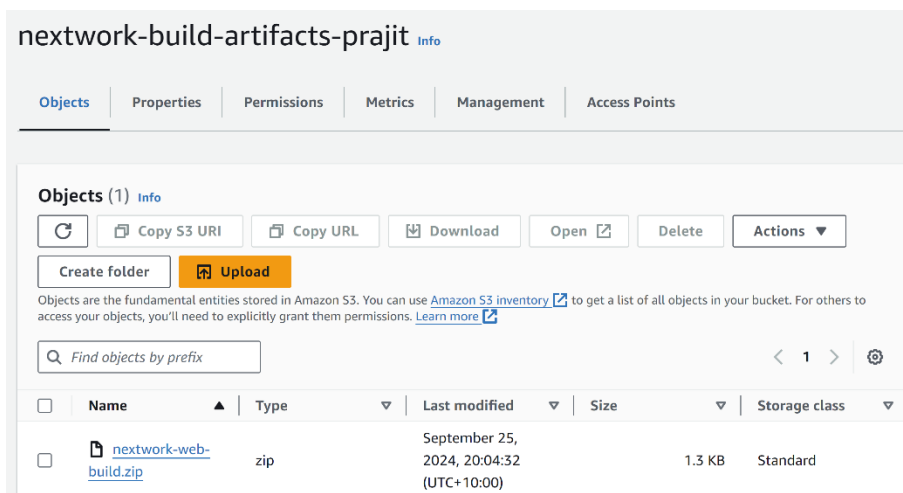 nextwork-build-artifacts-prajit Info
Objects Properties Permissions Metrics Management Access Points
Objects (1) Info
Copy S3 URI Copy URL Download Open Delete Actions
Create folder Upload
Objects are the fundamental entities stored in Amazon S3. You can use Amazon S3 inventory to get a list of all objects in your bucket. For others to
access your objects, you'll need to explicitly grant them permissions. Learn more
Find objects by prefix 1
Name Type Last modified Size Storage class
nextwork-web-
build.zip
zip
September 25,
2024, 20:04:32
(UTC+10:00)
1.3 KB
Standard